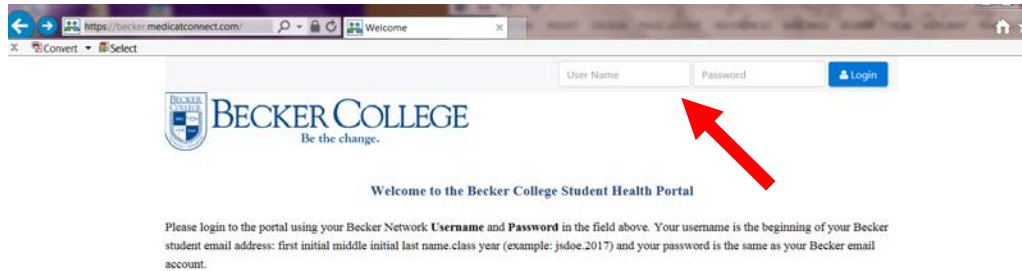 https://becker.medicatconnect.com/
Welcome
x
x Convert Select
User Name Password Login
BECKER COLLEGE
BECKER COLLEGE
Be the change.
Welcome to the Becker College Student Health Portal
Please login to the portal using your Becker Network Username and Password in the field above. Your username is the beginning of your Becker
student email address: first initial middle initial last name.class year (example: jsdoe.2017) and your password is the same as your Becker email
account.